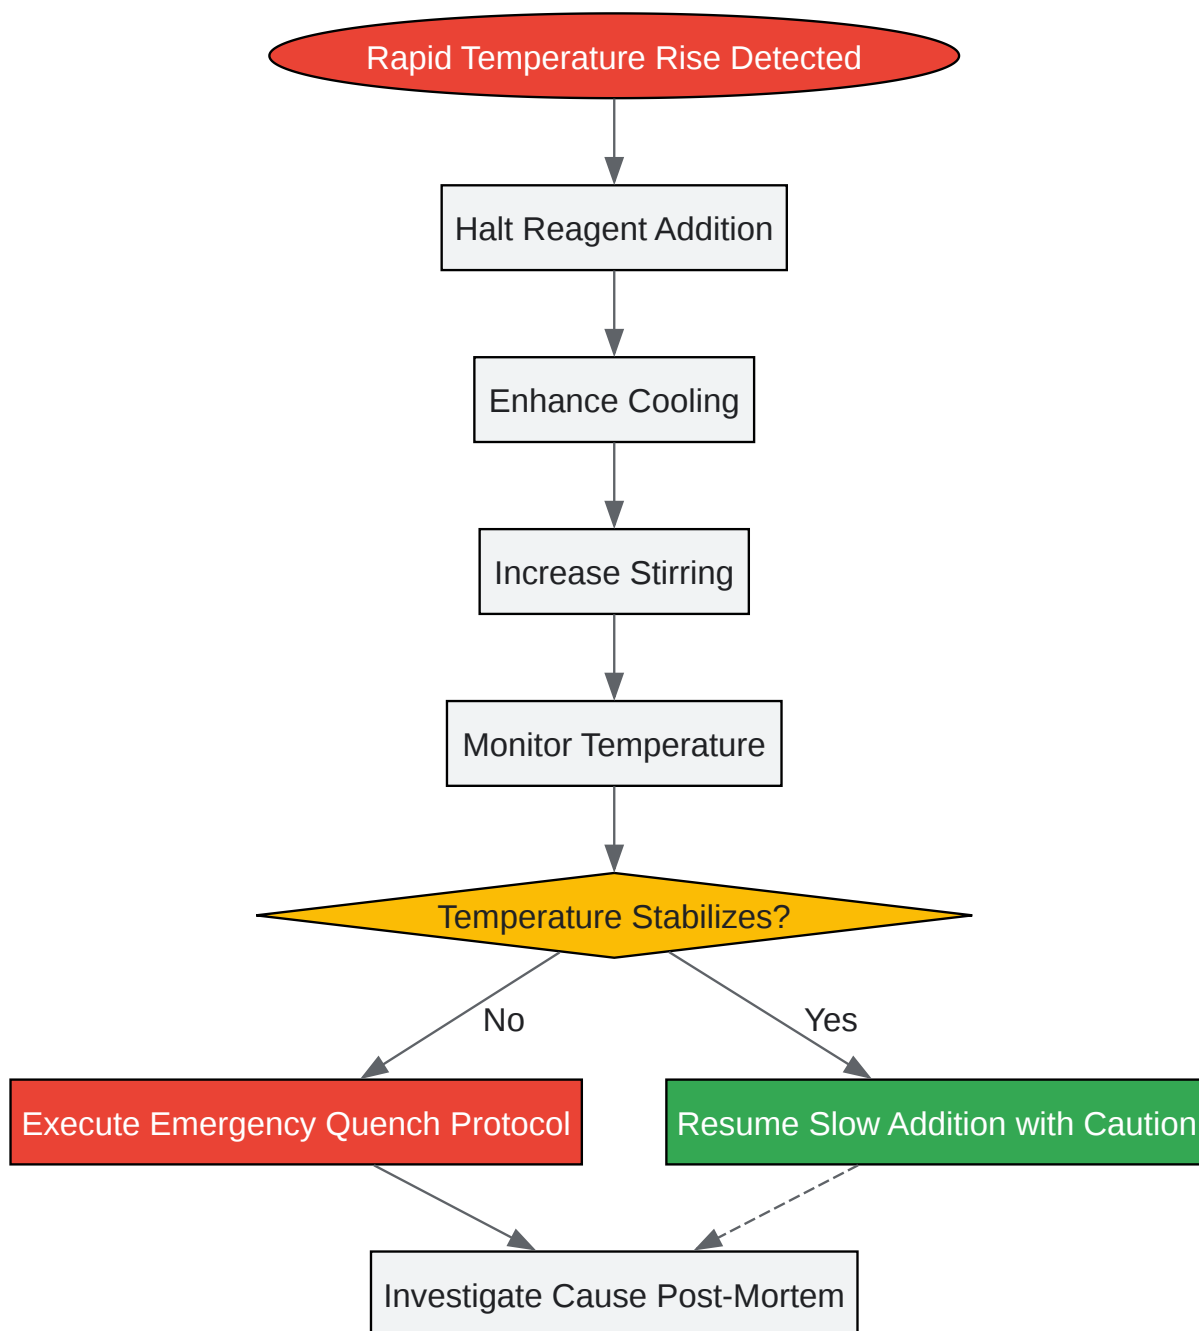 Rapid Temperature Rise Detected
Halt Reagent Addition
Enhance Cooling
Increase Stirring
Monitor Temperature
Temperature Stabilizes?
No
Yes
Execute Emergency Quench Protocol
Resume Slow Addition with Caution
Investigate Cause Post-Mortem